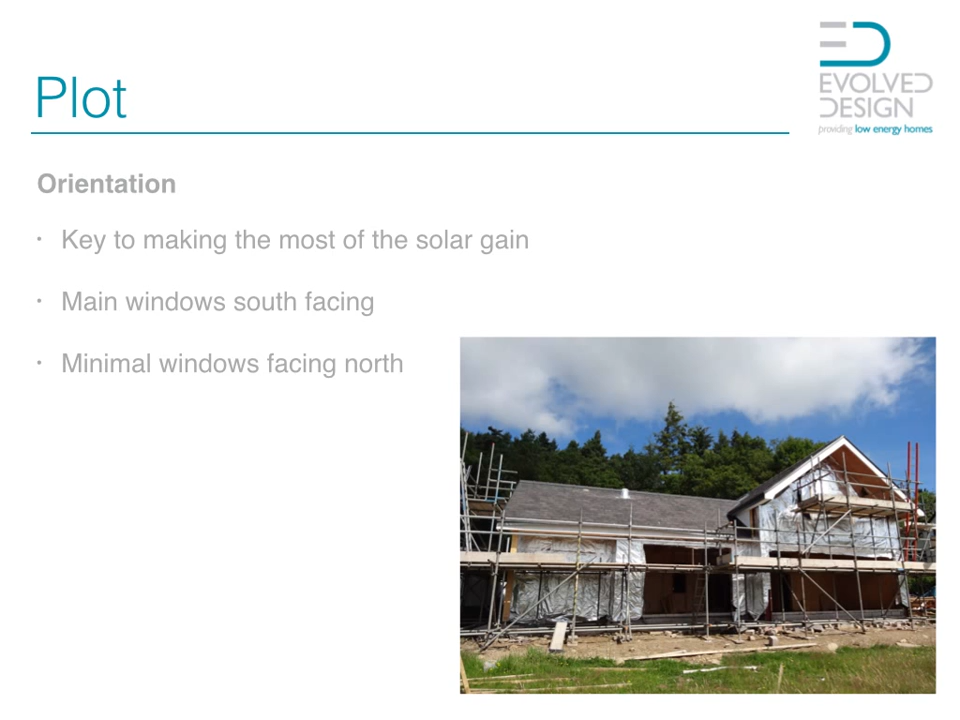 Plot
EVOLVED
DESIGN
providing low energy homes
Orientation
· Key to making the most of the solar gain
· Main windows south facing
· Minimal windows facing north